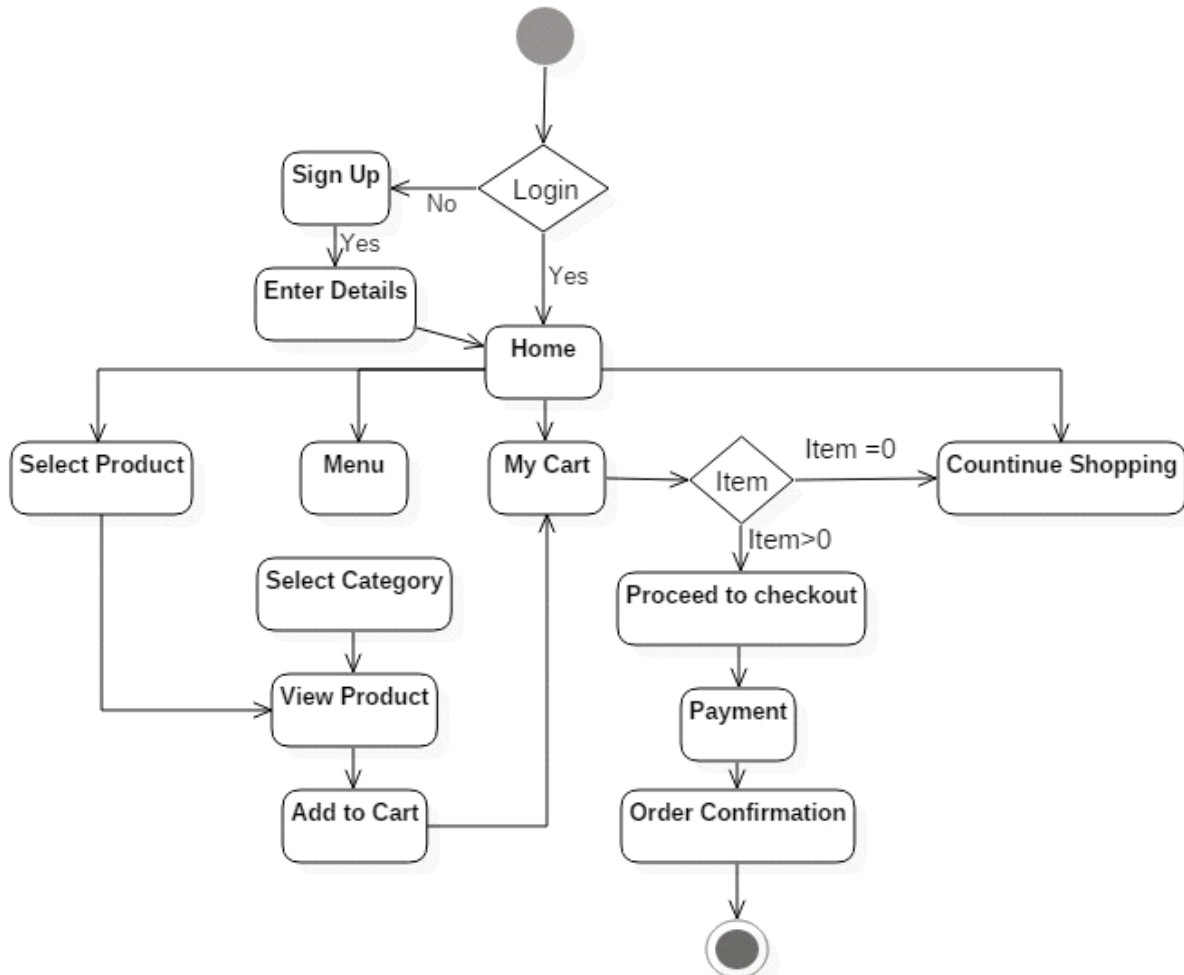 Login
Sign Up
No
Yes
Enter Details
Yes
Home
Select Product
Menu
My Cart
Item
Item =0
Countinue Shopping
Item>0
Select Category
Proceed to checkout
View Product
Payment
Add to Cart
Order Confirmation